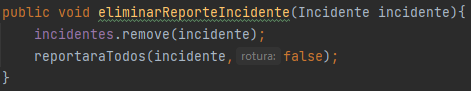 public void eliminarReporteIncidente(Incidente incidente){
incidentes.remove(incidente);
reportaraTodos(incidente, rotura: false);
}